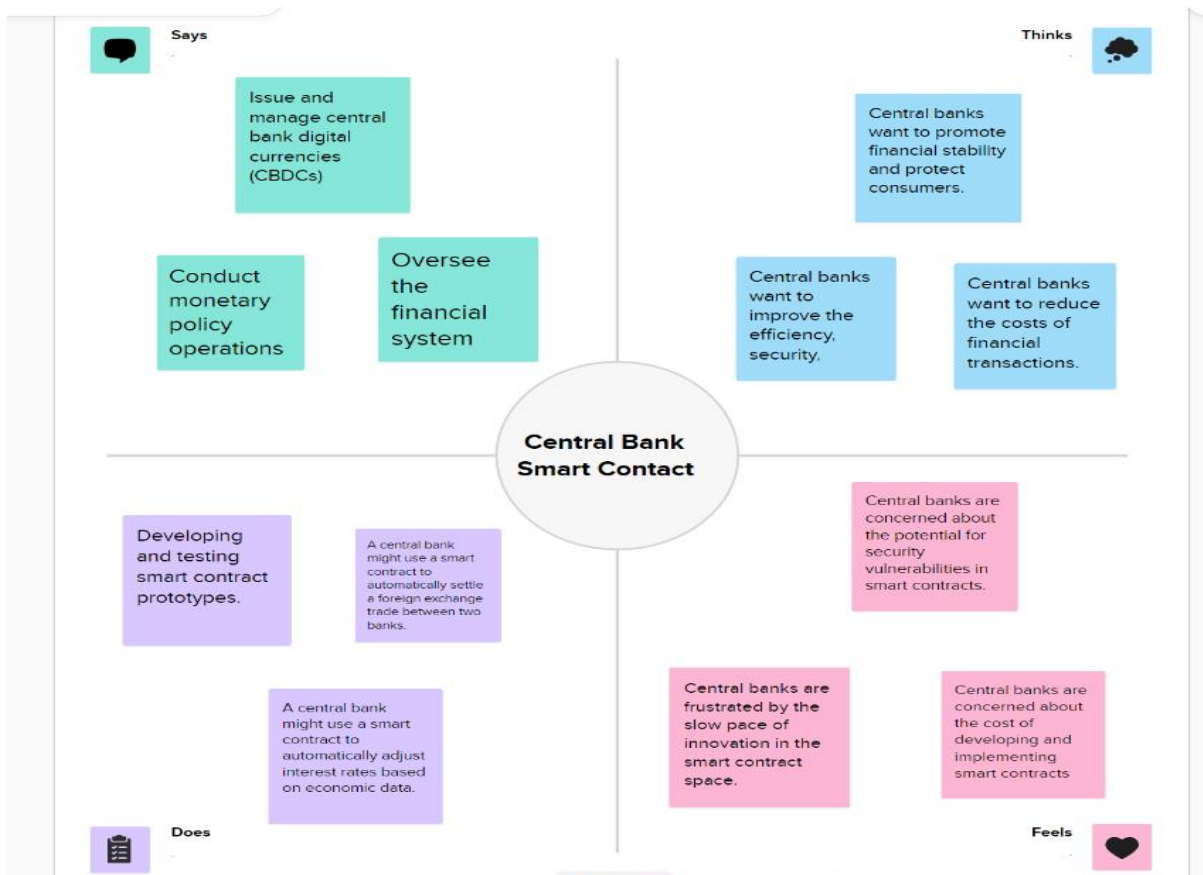 Says
Issue and
manage central
bank digital
currencies
(CBDCs)
Conduct
monetary
policy
operations
Oversee
the
financial
system
Thinks
Central banks
want to promote
financial stability
and protect
consumers.
Central banks
want to
improve the
efficiency,
security,
Central banks
want to reduce
the costs of
financial
transactions.
Central Bank
Smart Contact
Developing
and testing
smart contract
prototypes.
A central bank
might use a smart
contract to
automatically settle
a foreign exchange
trade between two
banks.
A central bank
might use a smart
contract to
automatically adjust
interest rates based
on economic data.
Does
Central banks are
concerned about
the potential for
security
vulnerabilities in
smart contracts.
Central banks are
frustrated by the
slow pace of
innovation in the
smart contract
space.
Central banks are
concerned about
the cost of
developing and
implementing
smart contracts
Feels